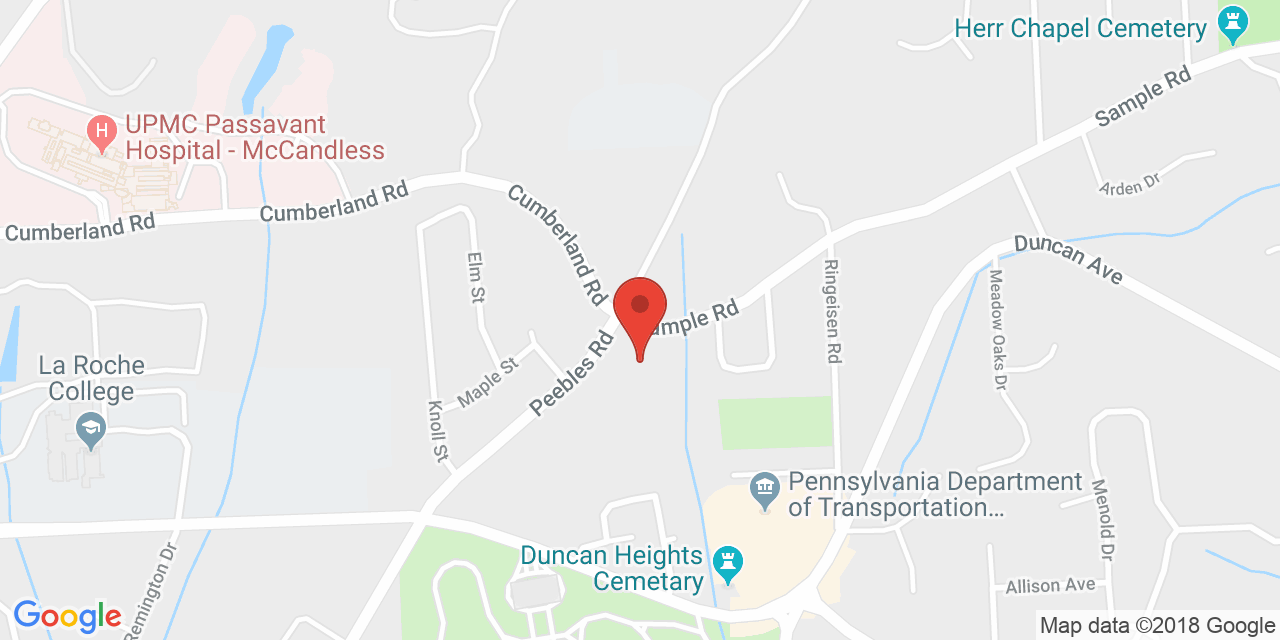 Herr Chapel Cemetery
Sample Rd
UPMC Passavant
Hospital - McCandless
Arden Dr
Cumberland Rd
Cumberland Rd
Cumberland Rd
Duncan Ave
Elm St
Ringeisen Rd
Meadow Oaks Dr
ample Rd
Peebles Rd
La Roche
College
Maple St
Knoll St
Pennsylvania Department
of Transportation...
Menold Dr
Duncan Heights
Cemetary
Remington Dr
Allison Ave
Google
Map data ©2018 Google